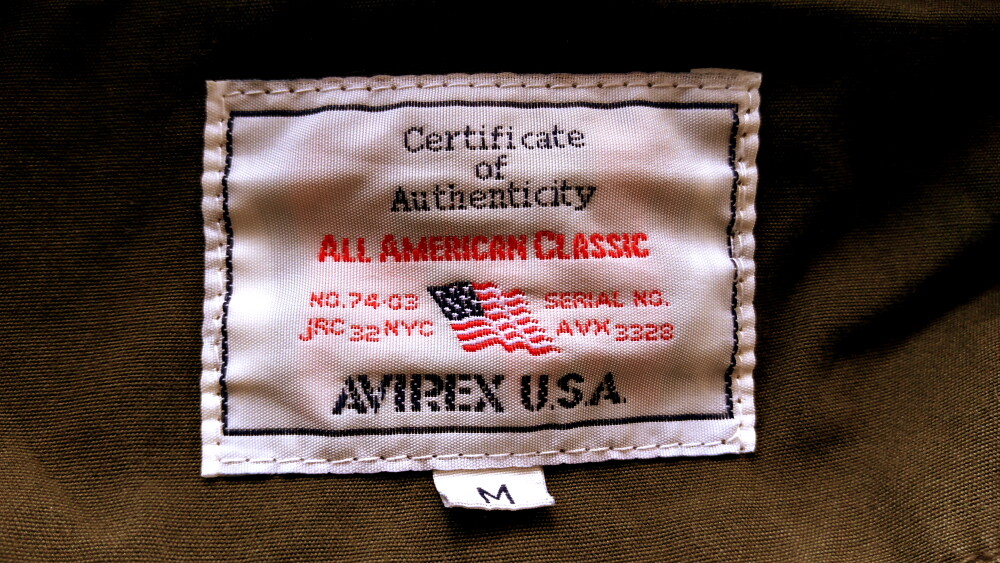 Certificate
of
Authenticity
ALL AMERICAN CLASSIC
NO.74-03 SERIAL NO.
JRC 32 NYC AVX 3328
AVIREX U.S.A.
M